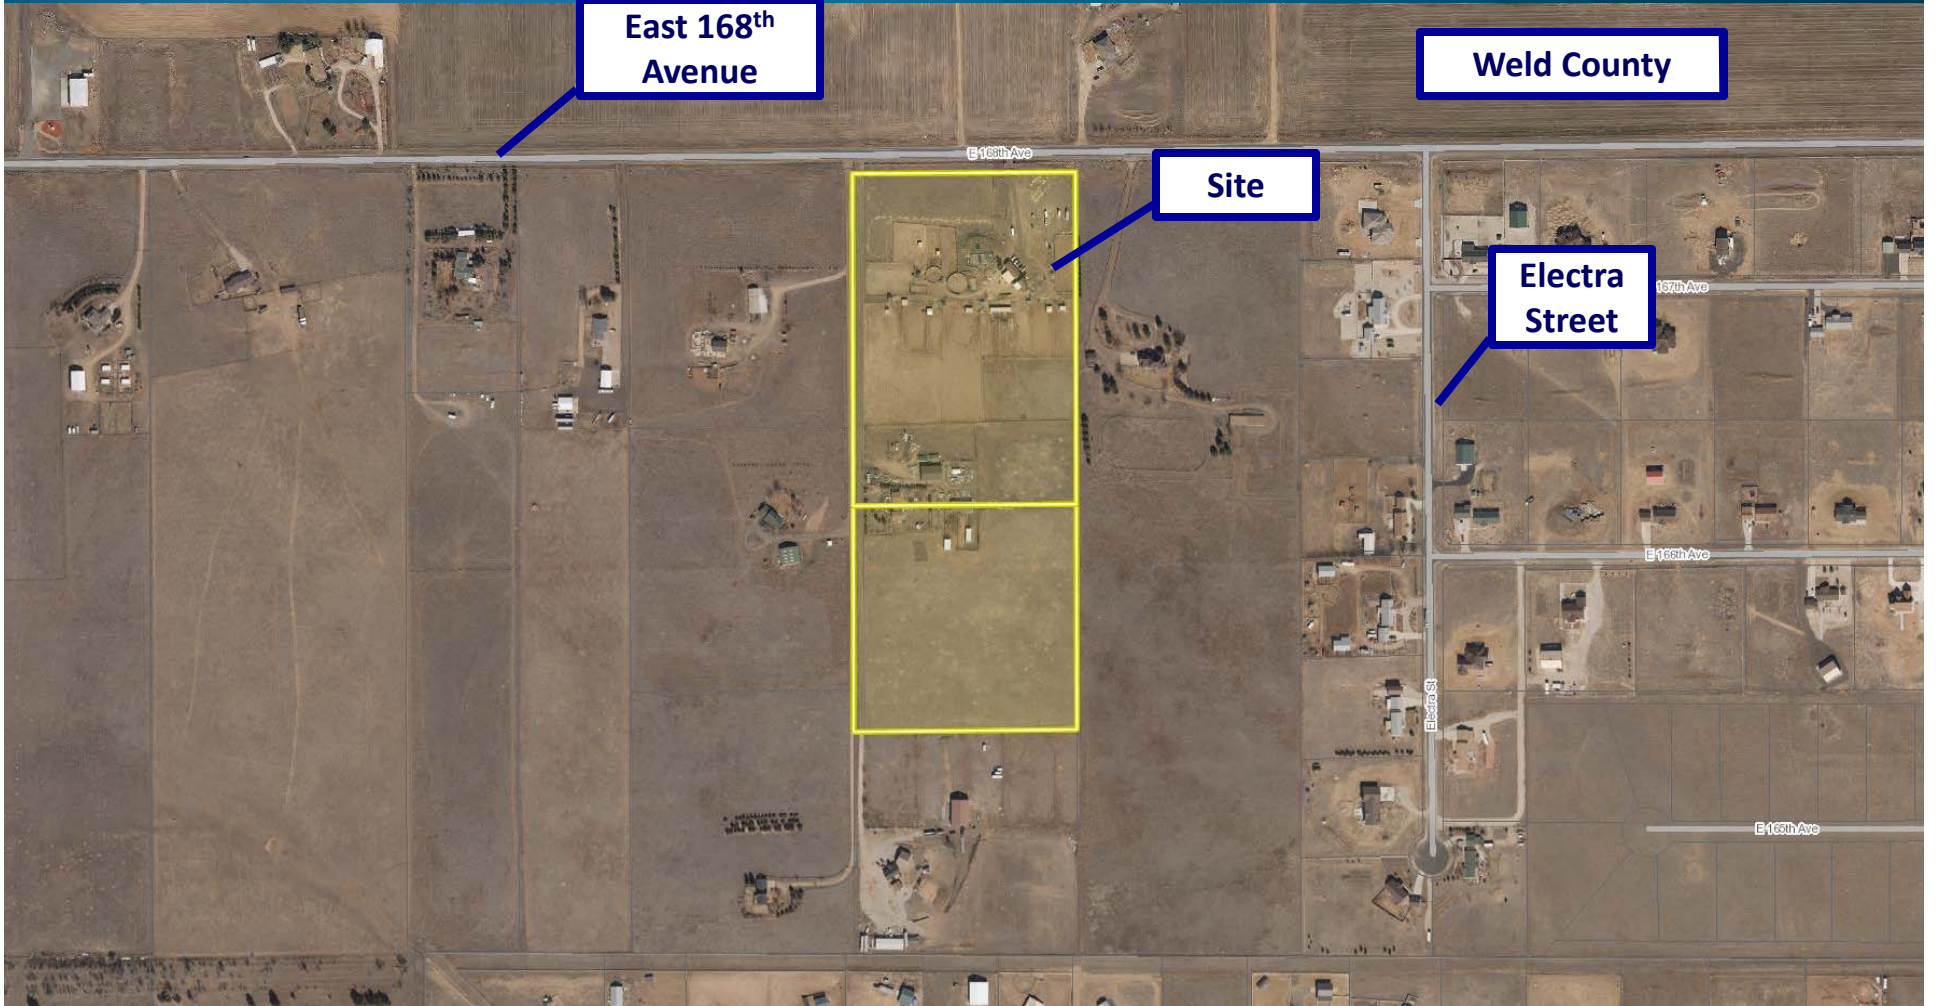 East 168th
Avenue
Weld County
E 168th Ave
Site
Electra
Street
167th Ave
E 166th Ave
Electra St
E 165th Ave